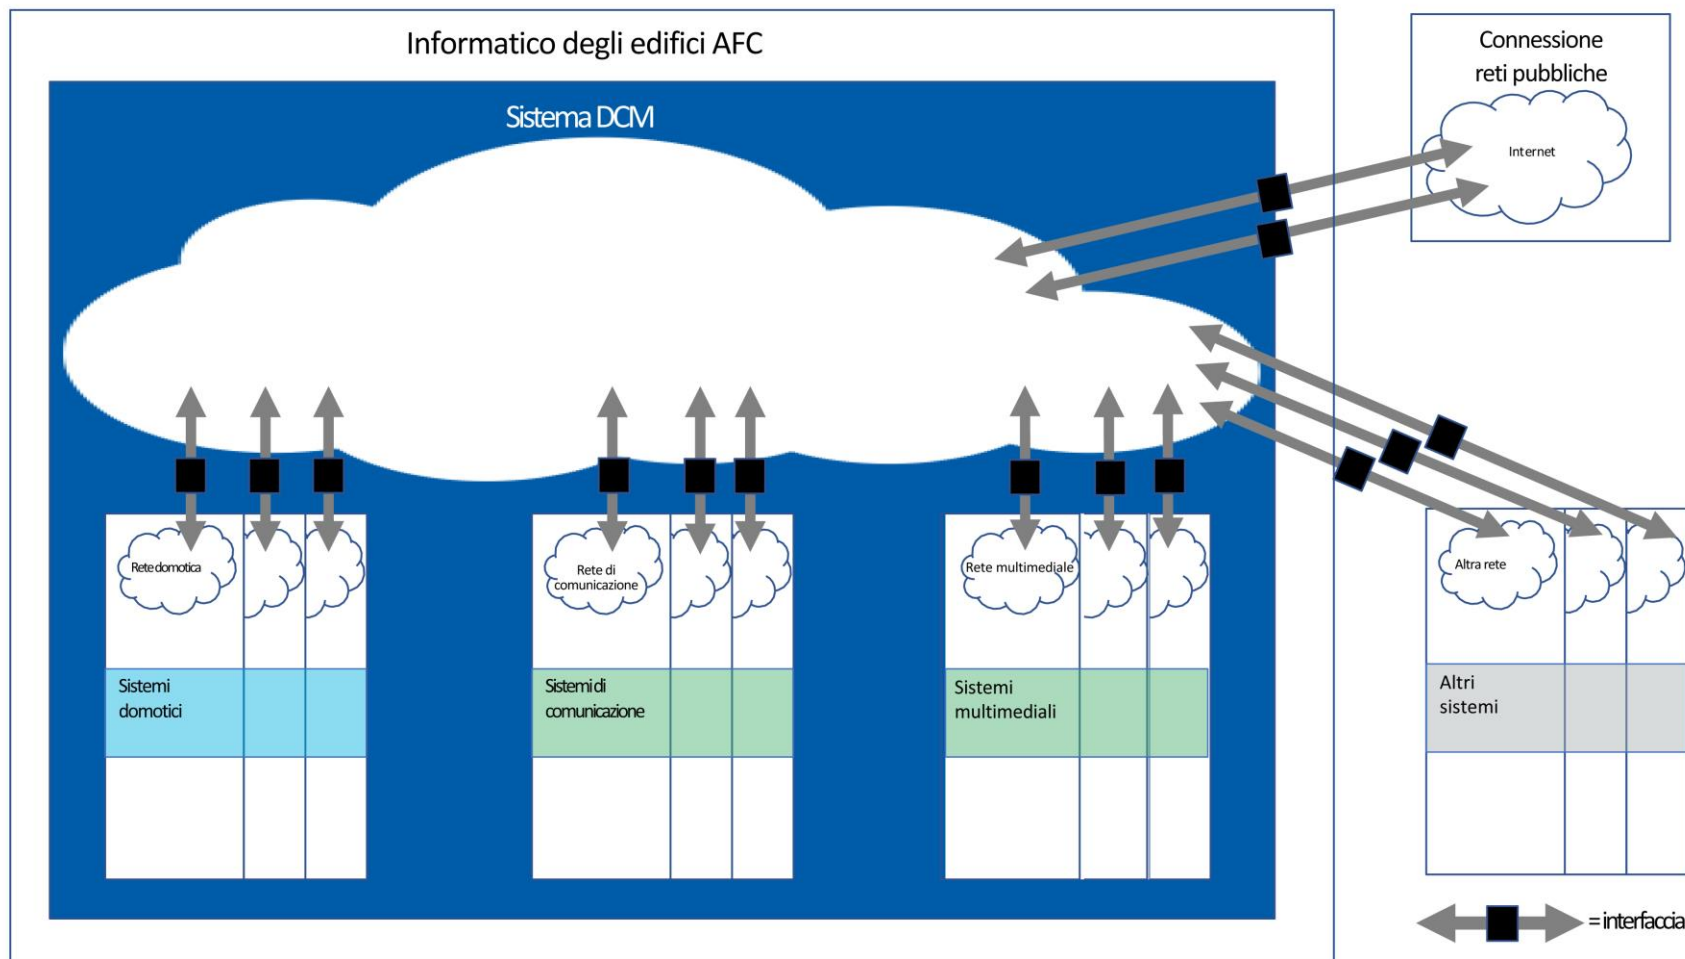 Informatico degli edifici AFC
Connessione
reti pubbliche
Sistema DCM
Internet
Rete domotica
Rete di
comunicazione
Rete multimediale
Altra rete
Sistemi
domotici
Sistemi di
comunicazione
Sistemi
multimediali
Altri
sistemi
= interfaccia